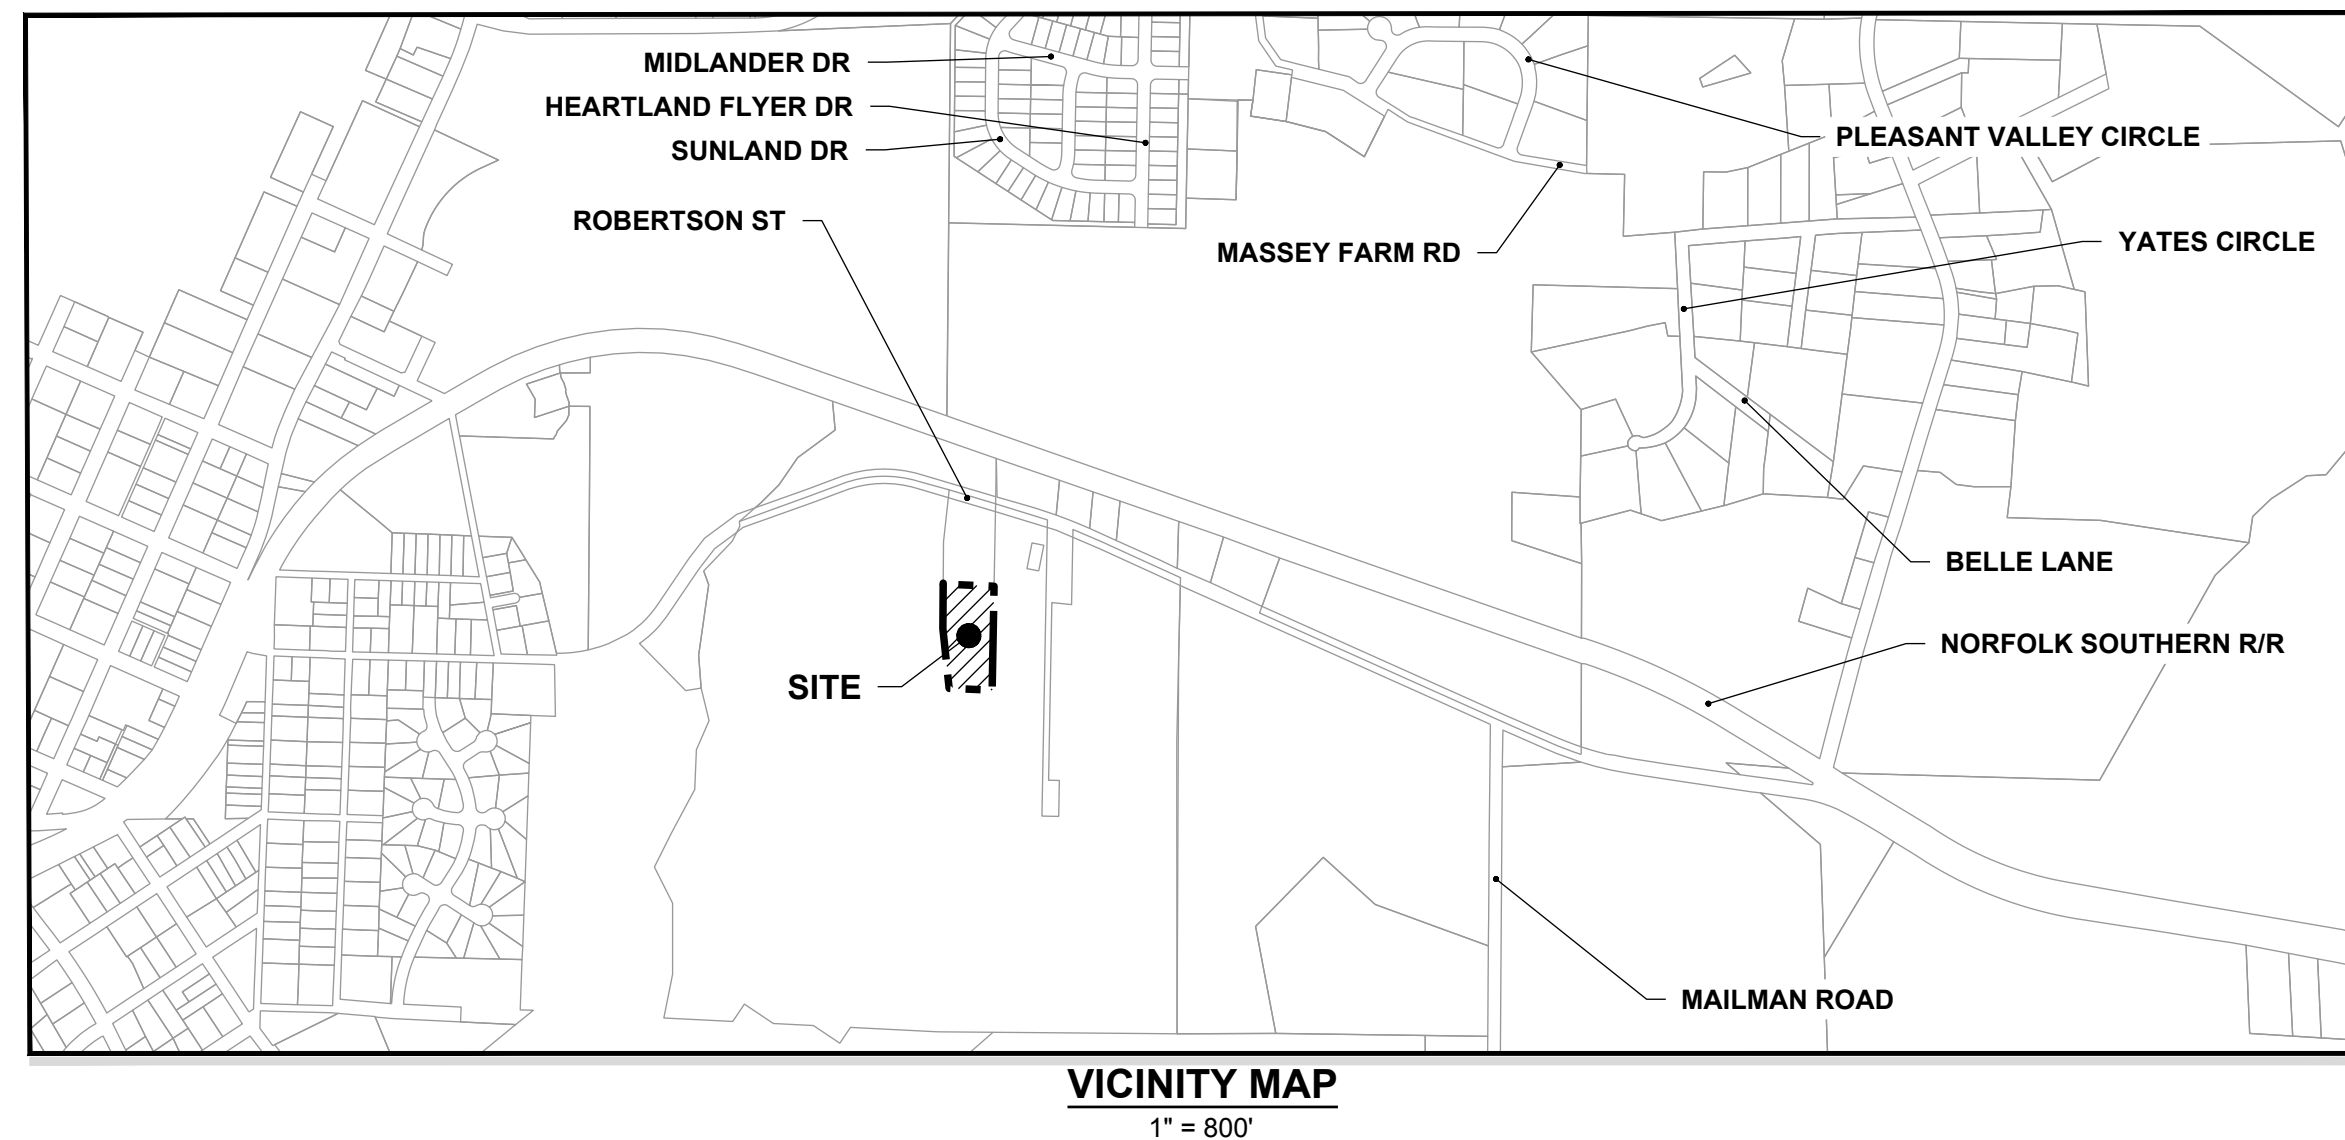 MIDLANDER DR
HEARTLAND FLYER DR
PLEASANT VALLEY CIRCLE
SUNLAND DR
ROBERTSON ST
YATES CIRCLE
MASSEY FARM RD
BELLE LANE
NORFOLK SOUTHERN R/R
SITE
MAILMAN ROAD
VICINITY MAP
1" = 800'